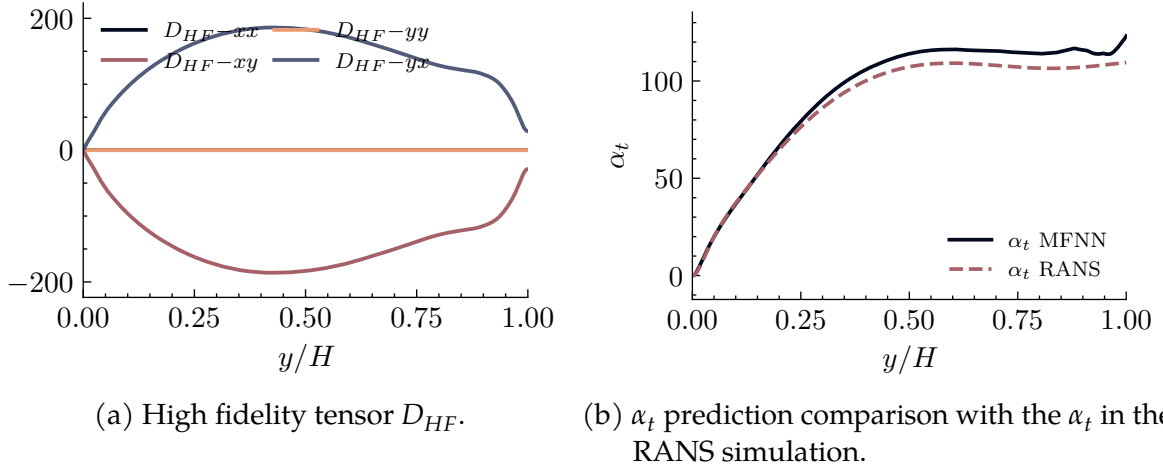 200
0
−200
D_HF−xx D_HF−yy
D_HF−xy D_HF−yx
0.00 0.25 0.50 0.75 1.00
y/H
(a) High fidelity tensor D_HF.
100
50
0
α_t
α_t MFNN
α_t RANS
0.00 0.25 0.50 0.75 1.00
y/H
(b) α_t prediction comparison with the α_t in the
RANS simulation.